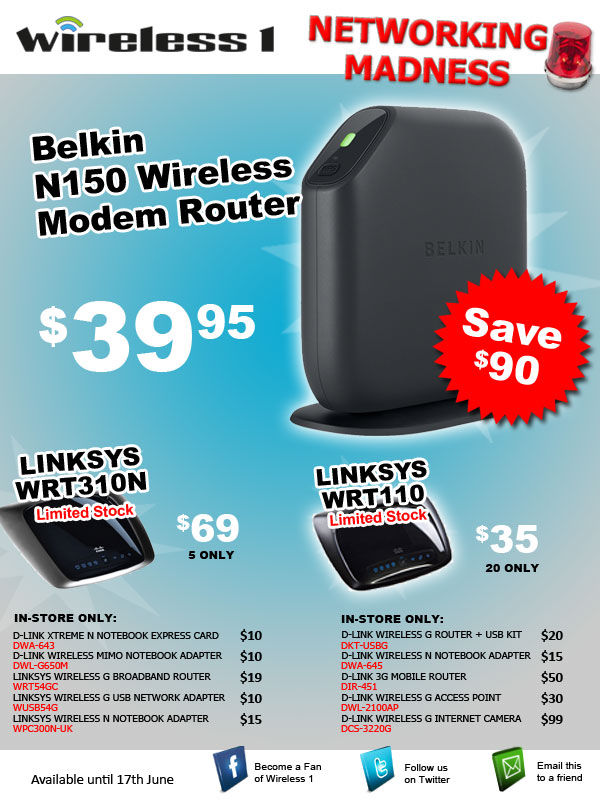 wireless 1
NETWORKING
MADNESS
Belkin
N150 Wireless
Modem Router
BELKIN
$39.95
Save
$90
LINKSYS
WRT310N
Limited Stock
$69
5 ONLY
LINKSYS
WRT110
Limited Stock
$35
20 ONLY
IN-STORE ONLY:
D-LINK XTREME N NOTEBOOK EXPRESS CARD $10
DWA-643
D-LINK WIRELESS MIMO NOTEBOOK ADAPTER $10
DWL-G650M
LINKSYS WIRELESS G BROADBAND ROUTER $19
WRT54GC
LINKSYS WIRELESS G USB NETWORK ADAPTER $10
WUSB54G
LINKSYS WIRELESS N NOTEBOOK ADAPTER $15
WPC300N-UK
IN-STORE ONLY:
D-LINK WIRELESS G ROUTER + USB KIT $20
DKT-USBG
D-LINK WIRELESS N NOTEBOOK ADAPTER $15
DWA-645
D-LINK 3G MOBILE ROUTER $50
DIR-451
D-LINK WIRELESS G ACCESS POINT $30
DWL-2100AP
D-LINK WIRELESS G INTERNET CAMERA $99
DCS-3220G
Available until 17th June
f
Become a Fan
of Wireless 1
t
Follow us
on Twitter
Email this
to a friend